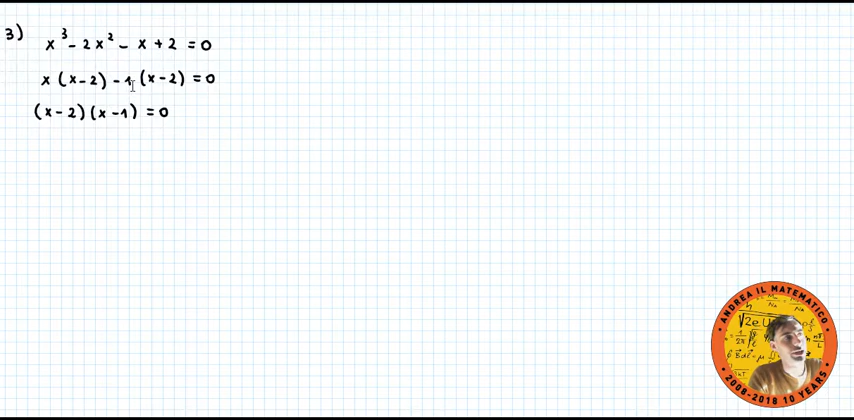 3) x³ - 2x² - x + 2 = 0
x (x - 2) - 1 (x - 2) = 0
(x - 2) (x - 1) = 0
• ANDREA IL MATEMATICO •
2008-2018 10 YEARS